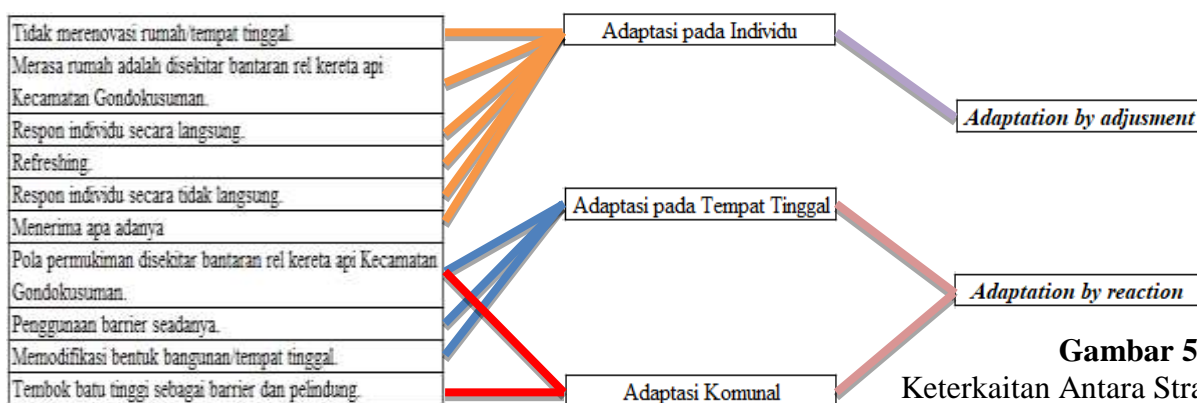 Tidak merenovasi rumah/tempat tinggal.
Merasa rumah adalah disekitar bantaran rel kereta api
Kecamatan Gondokusuman.
Respon individu secara langsung.
Refreshing.
Respon individu secara tidak langsung.
Menerima apa adanya
Pola permukiman disekitar bantaran rel kereta api Kecamatan
Gondokusuman.
Penggunaan barrier seadanya.
Memodifikasi bentuk bangunan/tempat tinggal.
Tembok batu tinggi sebagai barrier dan pelindung.
Adaptasi pada Individu
Adaptasi pada Tempat Tinggal
Adaptasi Komunal
Adaptation by adjusment
Adaptation by reaction
Gambar 5
Keterkaitan Antara Stra